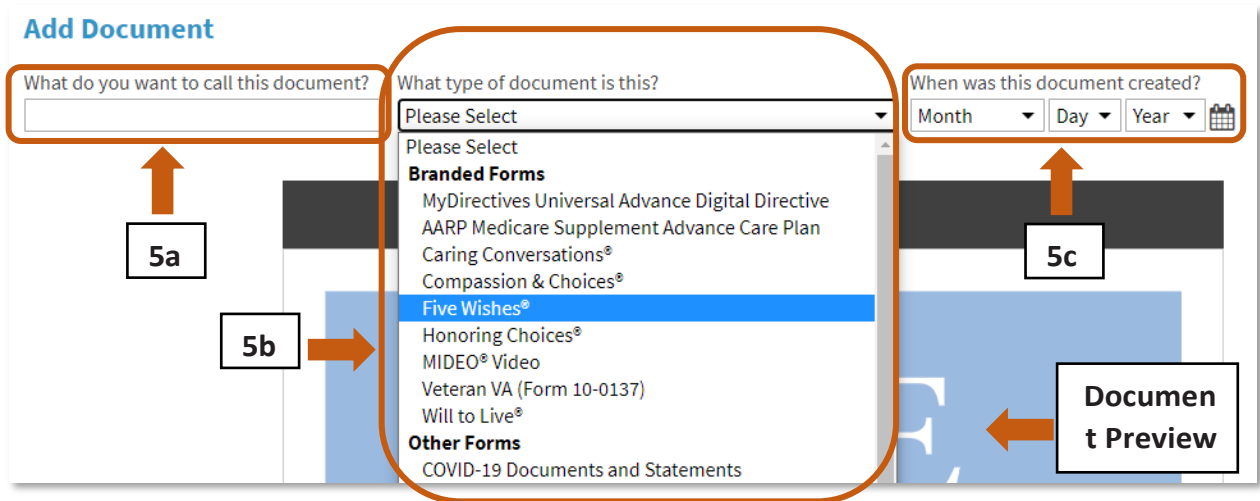 Add Document
What do you want to call this document?
What type of document is this?
When was this document created?
Please Select
Month
Day
Year
Please Select
Branded Forms
MyDirectives Universal Advance Digital Directive
AARP Medicare Supplement Advance Care Plan
Caring Conversations®
Compassion & Choices®
Five Wishes®
Honoring Choices®
MIDEO® Video
Veteran VA (Form 10-0137)
Will to Live®
Other Forms
COVID-19 Documents and Statements
5a
5b
5c
Documen
t Preview
E